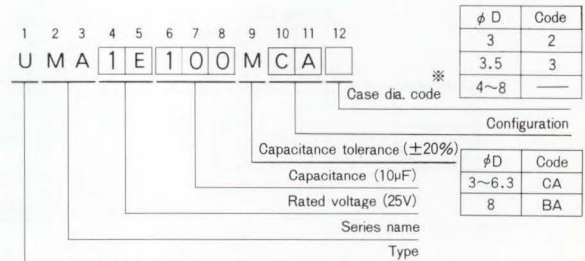 1 2 3 4 5 6 7 8 9 10 11 12
U M A 1 E 1 0 0 M C A
※
Case dia. code
Configuration
Capacitance tolerance (±20%)
Capacitance (10μF)
Rated voltage (25V)
Series name
Type
φ D Code
3 2
3.5 3
4~8 —
φD Code
3~6.3 CA
8 BA